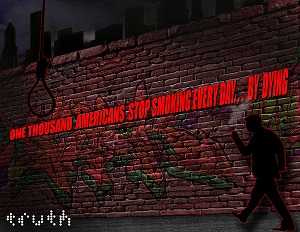 ONE THOUSAND AMERICANS STOP SMOKING EVERY DAY... BY DYING
truth